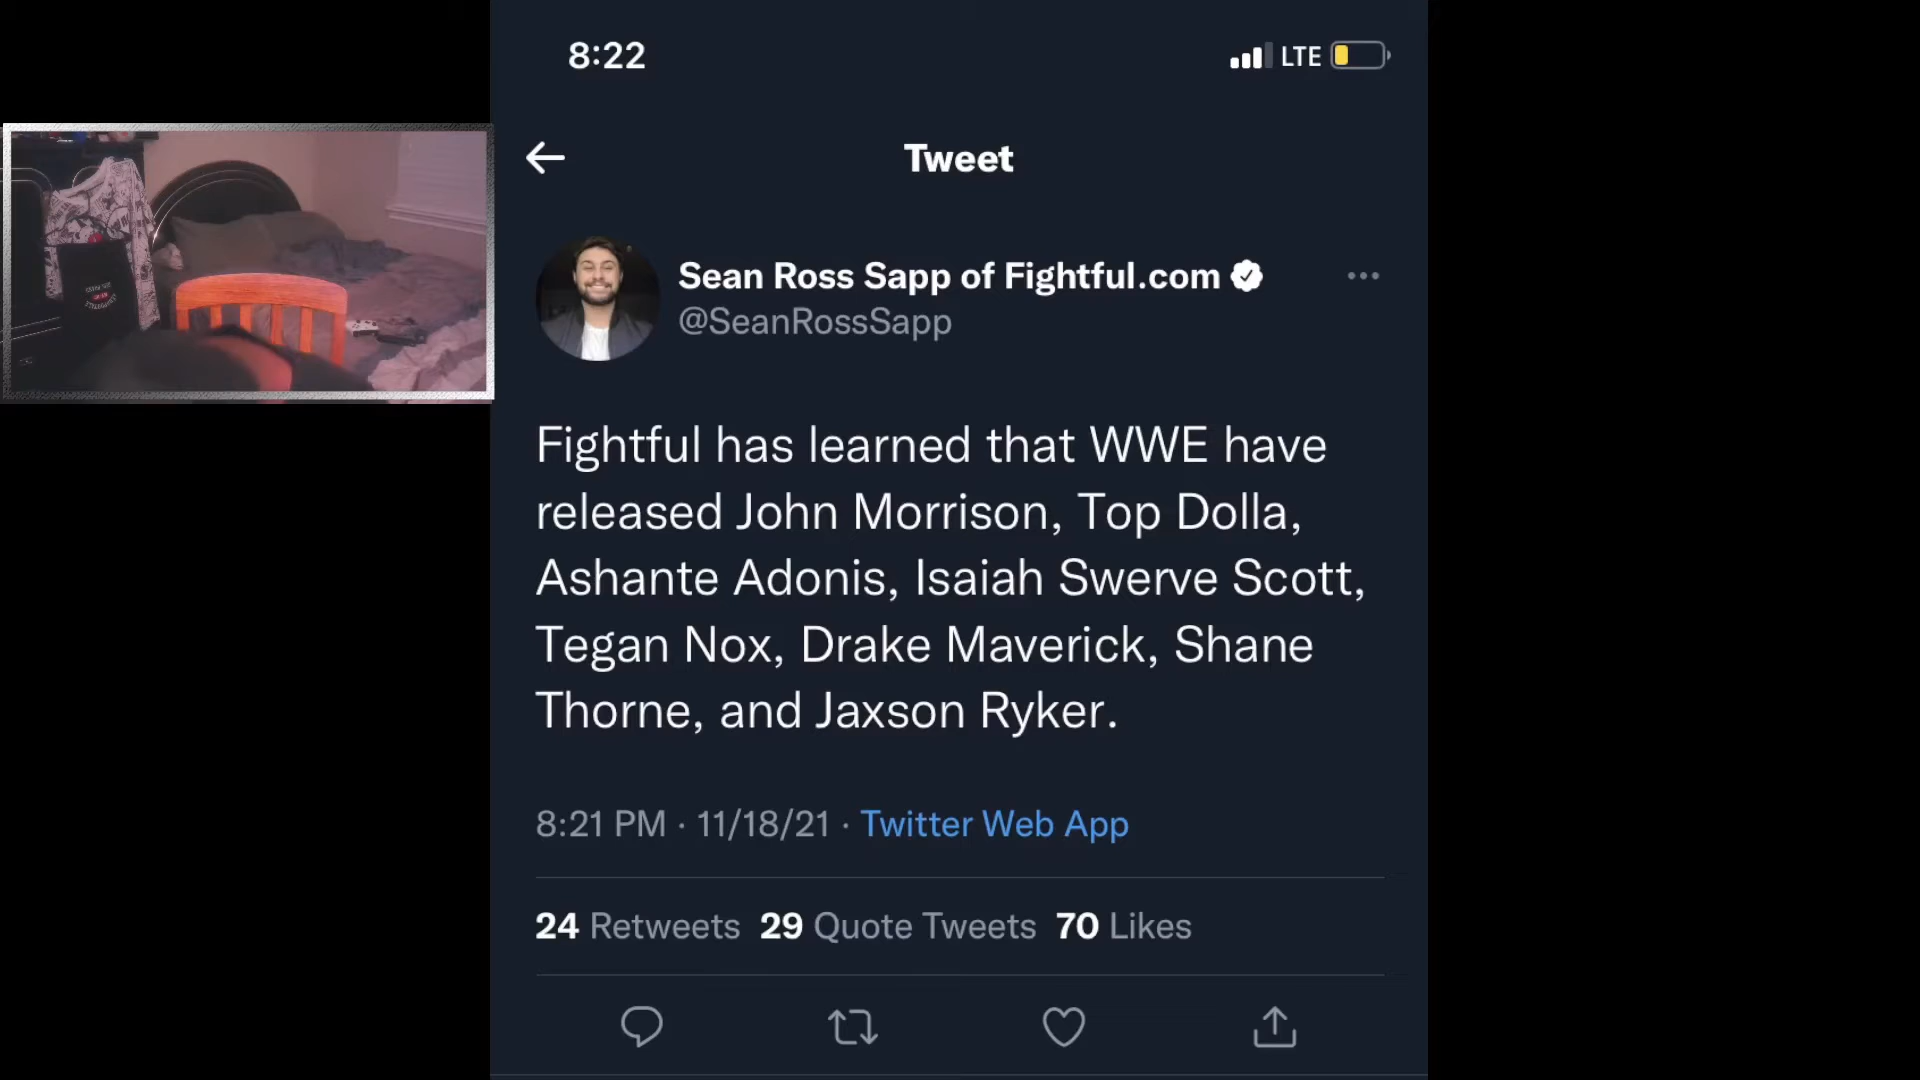 8:22
LTE
Tweet
Sean Ross Sapp of Fightful.com
@SeanRossSapp
Fightful has learned that WWE have
released John Morrison, Top Dolla,
Ashante Adonis, Isaiah Swerve Scott,
Tegan Nox, Drake Maverick, Shane
Thorne, and Jaxson Ryker.
8:21 PM · 11/18/21 · Twitter Web App
24 Retweets 29 Quote Tweets 70 Likes